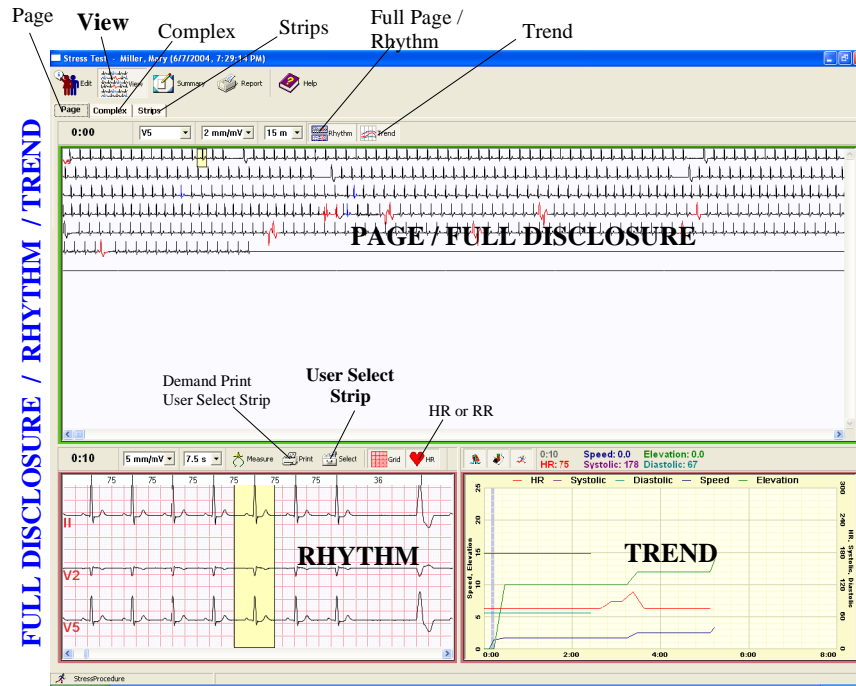 Page
View
Complex
Strips
Full Page /
Rhythm
Trend
Stress Test - Miller, Mary (6/7/2004, 7:29:14 PM)
Edit View Summary Report Help
Page Complex Strips
0:00 V5 2 mm/mV 15 m Rhythm Trend
FULL DISCLOSURE / RHYTHM / TREND
PAGE / FULL DISCLOSURE
Demand Print
User Select Strip
User Select
Strip
HR or RR
0:10 5 mm/mV 7.5 s Measure Print Select Grid HR
0:10 Speed: 0.0 Elevation: 0.0
HR: 75 Systolic: 178 Diastolic: 67
75 75 75 75 75 75 36
II
V2
V5
RHYTHM
HR Systolic Diastolic Speed Elevation
TREND
Speed, Elevation
25
20
15
10
5
0
HR, Systolic, Diastolic
300
240
180
120
60
0
0:00 2:00 4:00 6:00 8:00
StressProcedure